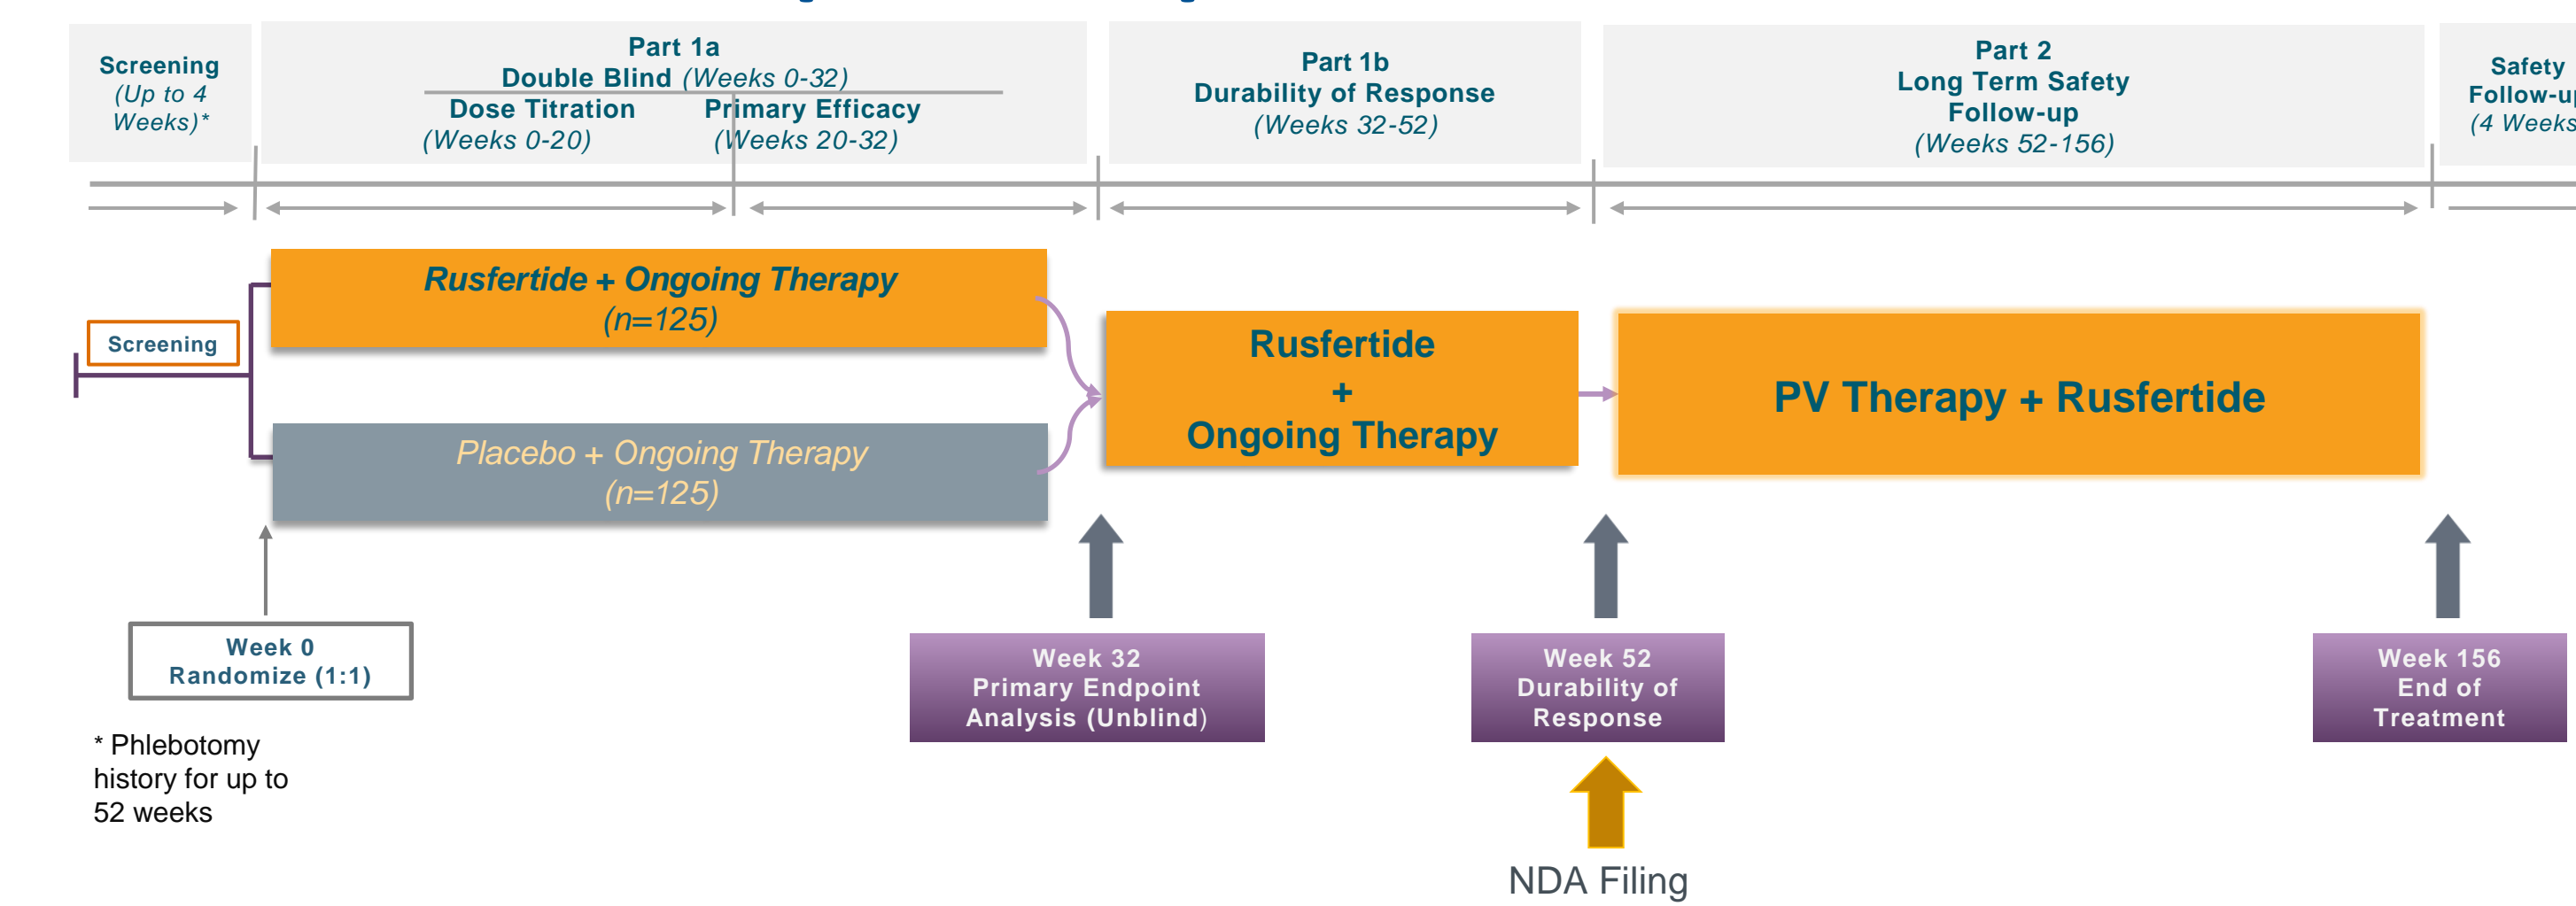 Screening
(Up to 4
Weeks)*
Part 1a
Double Blind (Weeks 0-32)
Dose Titration
(Weeks 0-20)
Primary Efficacy
(Weeks 20-32)
Part 1b
Durability of Response
(Weeks 32-52)
Part 2
Long Term Safety
Follow-up
(Weeks 52-156)
Safety
Follow-up
(4 Weeks
Rusfertide + Ongoing Therapy
(n=125)
Screening
Placebo + Ongoing Therapy
(n=125)
Rusfertide
+
Ongoing Therapy
PV Therapy + Rusfertide
Week 0
Randomize (1:1)
Week 32
Primary Endpoint
Analysis (Unblind)
Week 52
Durability of
Response
Week 156
End of
Treatment
* Phlebotomy
history for up to
52 weeks
NDA Filing